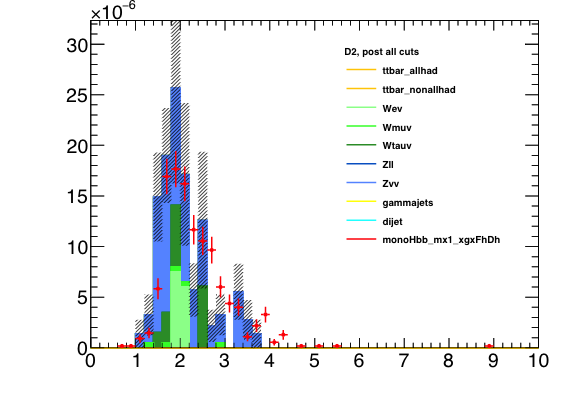 ×10⁻⁶
30
25
20
15
10
5
0
D2, post all cuts
ttbar_allhad
ttbar_nonallhad
Wev
Wmuv
Wtauv
Zll
Zvv
gammajets
dijet
monoHbb_mx1_xgxFhDh
0 1 2 3 4 5 6 7 8 9 10